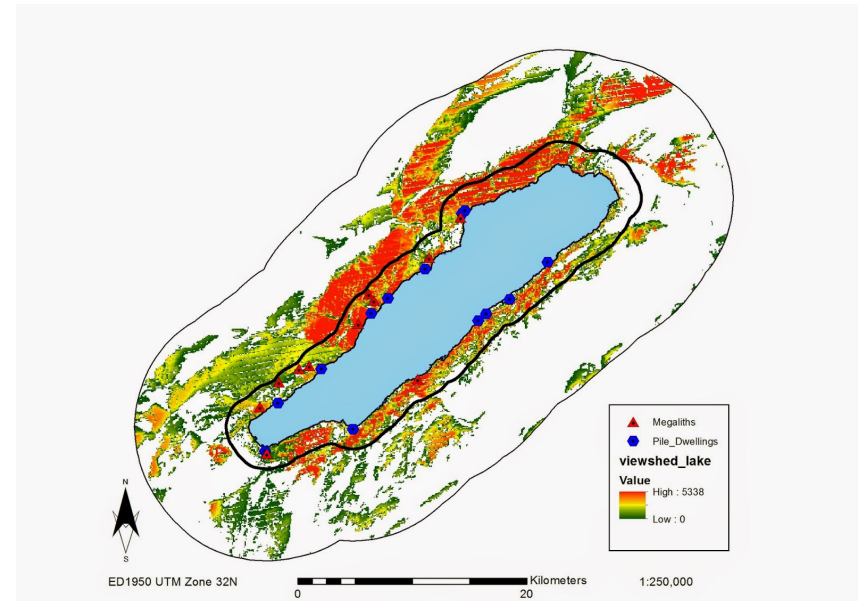 Megaliths
Pile_Dwellings
viewshed_lake
Value
High : 5338
Low : 0
N
S
ED1950 UTM Zone 32N
Kilometers
1:250,000
0
20